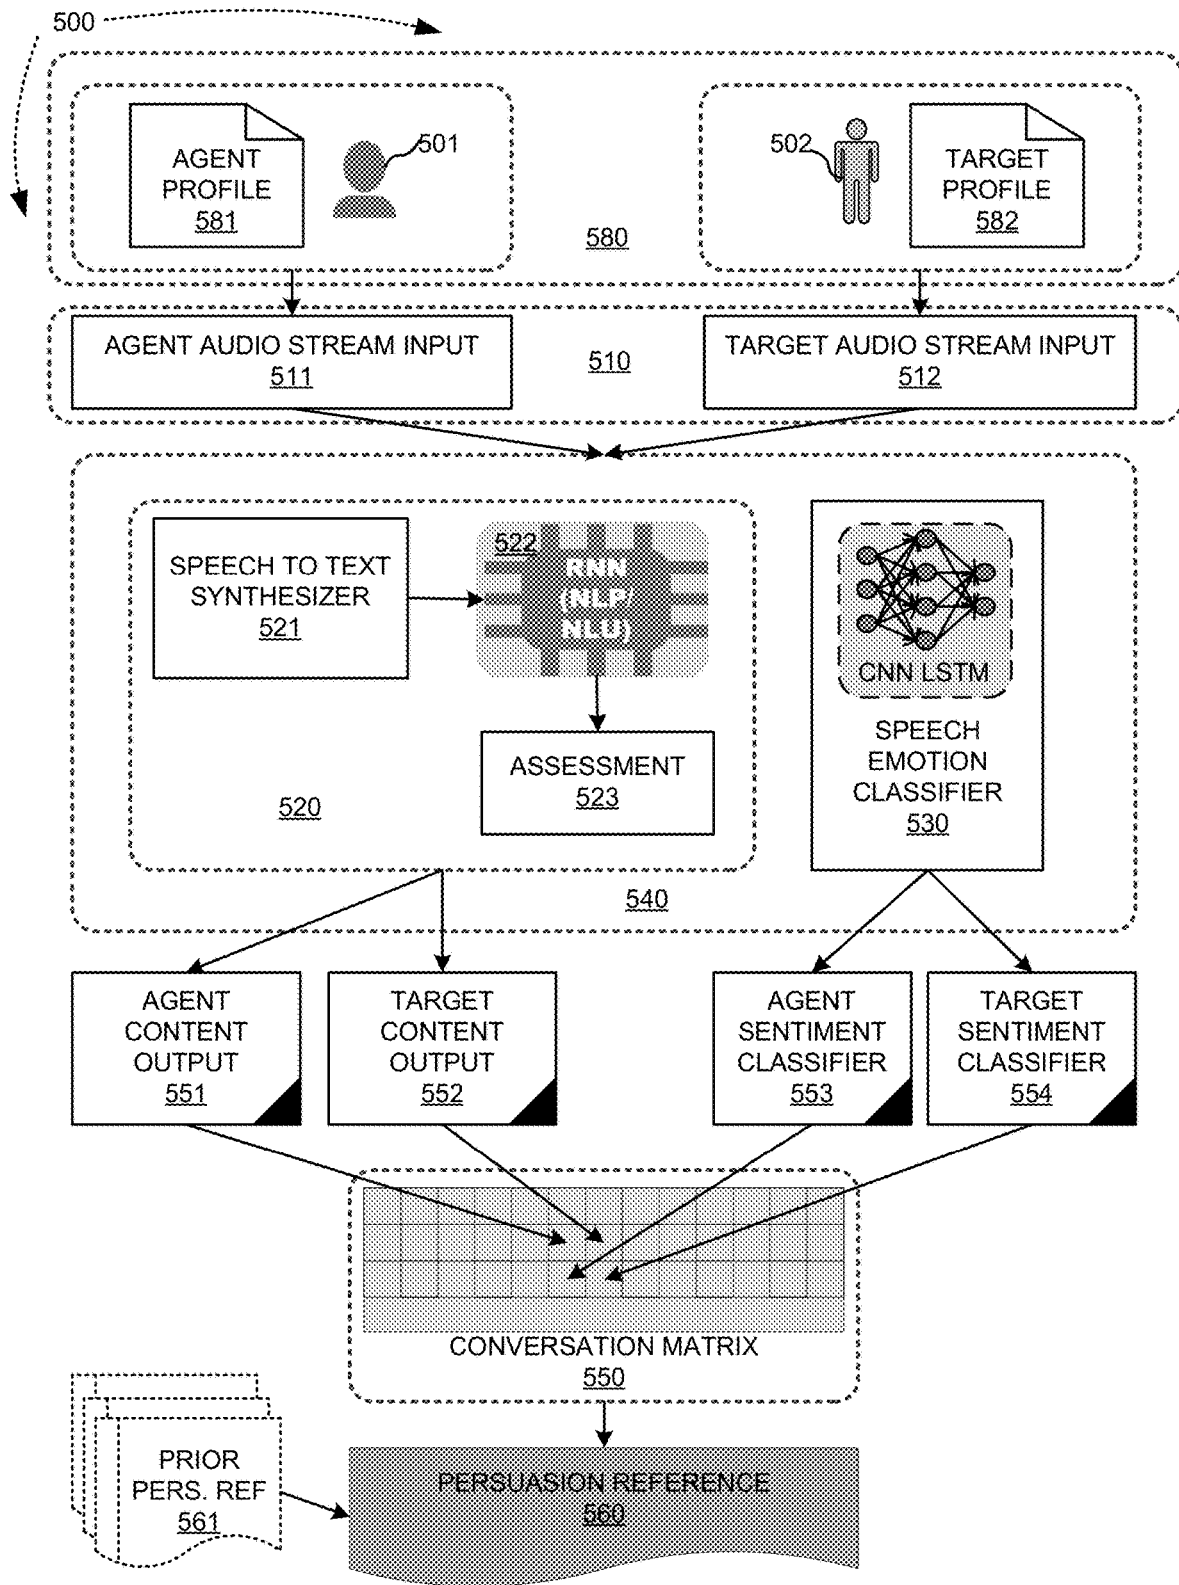 500
AGENT
PROFILE
581
501
502
TARGET
PROFILE
582
580
AGENT AUDIO STREAM INPUT
511
510
TARGET AUDIO STREAM INPUT
512
SPEECH TO TEXT
SYNTHESIZER
521
522
RNN
(NLP/
NLU)
ASSESSMENT
523
520
CNN LSTM
SPEECH
EMOTION
CLASSIFIER
530
540
AGENT
CONTENT
OUTPUT
551
TARGET
CONTENT
OUTPUT
552
AGENT
SENTIMENT
CLASSIFIER
553
TARGET
SENTIMENT
CLASSIFIER
554
CONVERSATION MATRIX
550
PRIOR
PERS. REF
561
PERSUASION REFERENCE
560